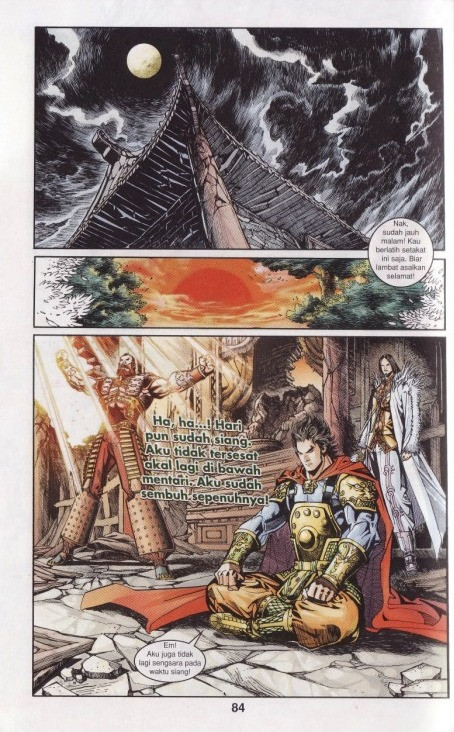 Nak,
sudah jauh
malam! Kau
berlatih setakat
ini saja. Biar
lambat asalkan
selamat!
Ha, ha...! Hari
pun sudah siang.
Aku tidak tersesat
akal lagi di bawah
mentari. Aku sudah
sembuh sepenuhnya!
Em!
Aku juga tidak
lagi sengsara pada
waktu siang!
84